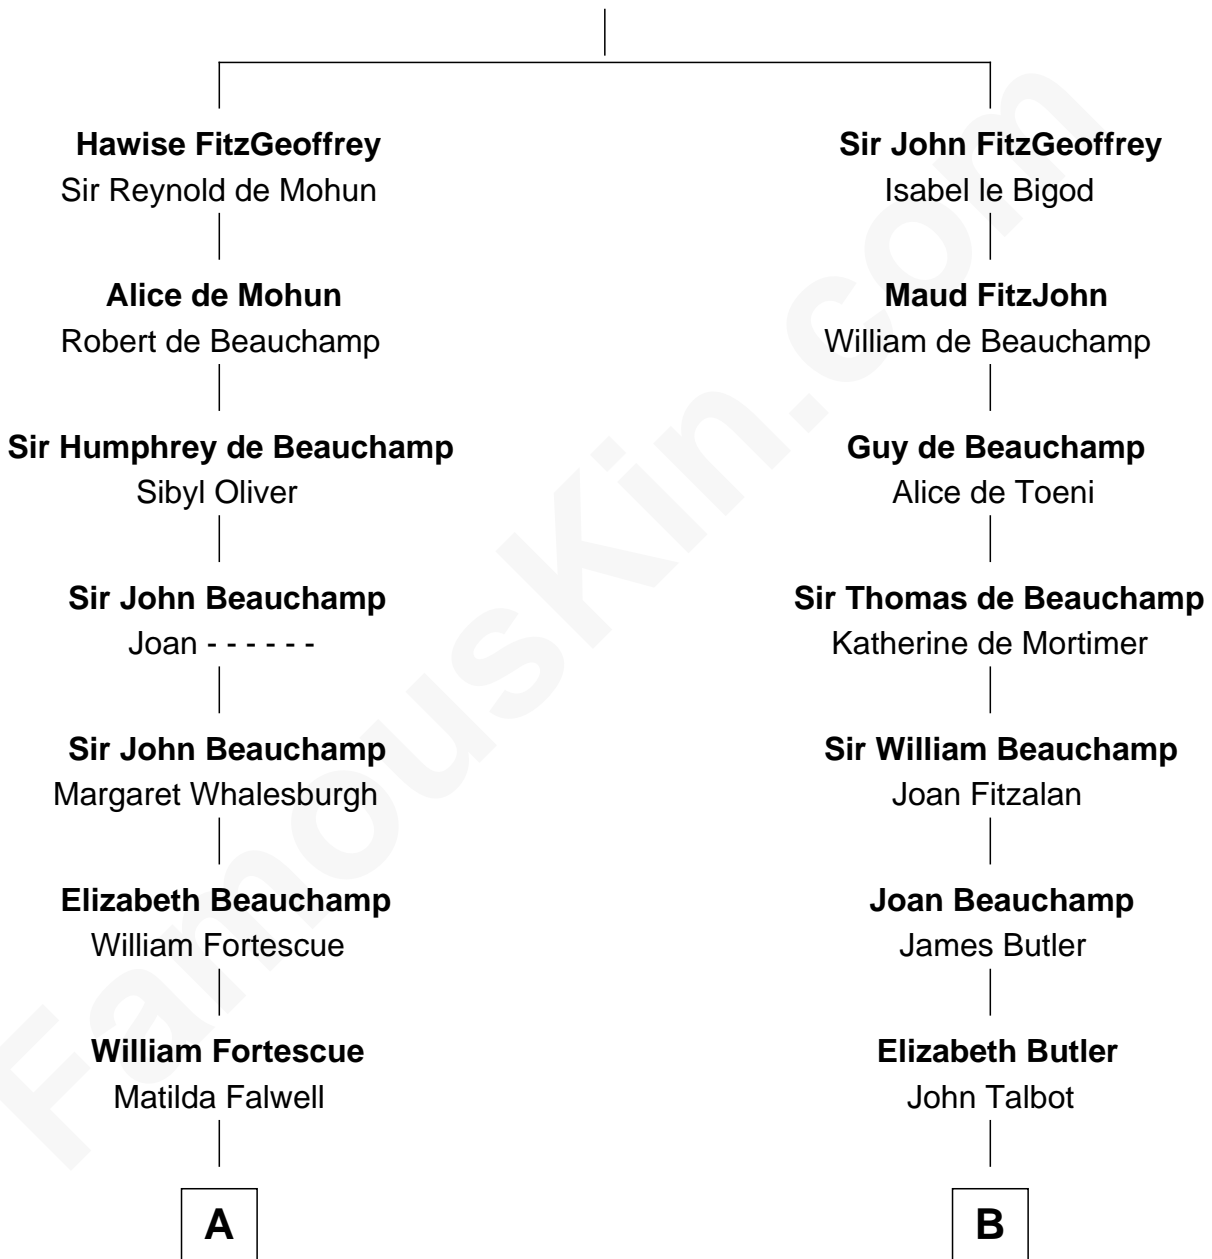 Hawise FitzGeoffrey
Sir Reynold de Mohun
Alice de Mohun
Robert de Beauchamp
Sir Humphrey de Beauchamp
Sibyl Oliver
Sir John Beauchamp
Joan - - - - - -
Sir John Beauchamp
Margaret Whalesburgh
Elizabeth Beauchamp
William Fortescue
William Fortescue
Matilda Falwell
A
Sir John FitzGeoffrey
Isabel le Bigod
Maud FitzJohn
William de Beauchamp
Guy de Beauchamp
Alice de Toeni
Sir Thomas de Beauchamp
Katherine de Mortimer
Sir William Beauchamp
Joan Fitzalan
Joan Beauchamp
James Butler
Elizabeth Butler
John Talbot
B
FamousKin.com